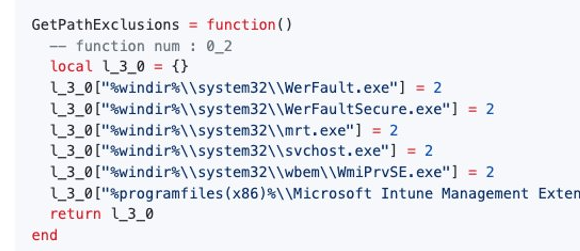 GetPathExclusions = function()
-- function num : 0_2
local l_3_0 = {}
l_3_0["%windir%\\system32\\WerFault.exe"] = 2
l_3_0["%windir%\\system32\\WerFaultSecure.exe"] = 2
l_3_0["%windir%\\system32\\mrt.exe"] = 2
l_3_0["%windir%\\system32\\svchost.exe"] = 2
l_3_0["%windir%\\system32\\wbem\\WmiPrvSE.exe"] = 2
l_3_0["%programfiles(x86)%\\Microsoft Intune Management Exten
return l_3_0
end